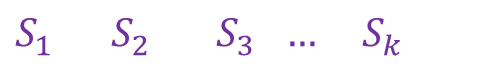 S₁ S₂ S₃ … Sₖ